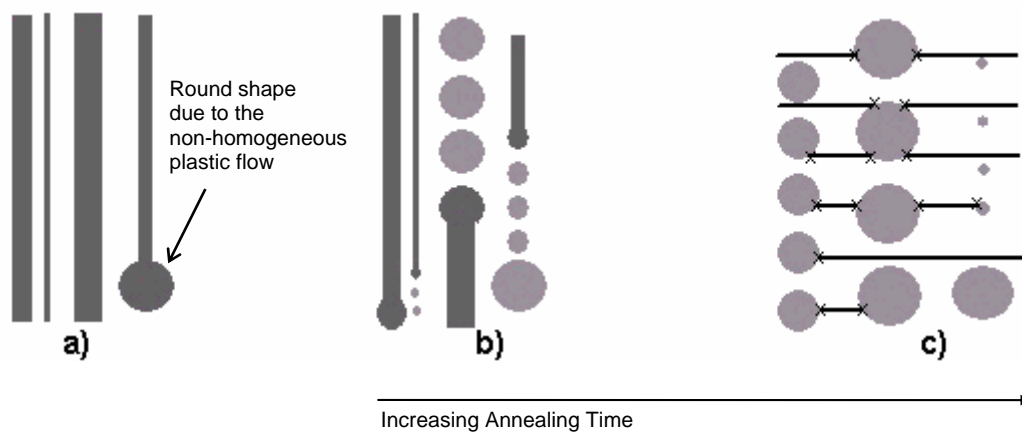 Round shape
due to the
non-homogeneous
plastic flow
a)
b)
c)
Increasing Annealing Time